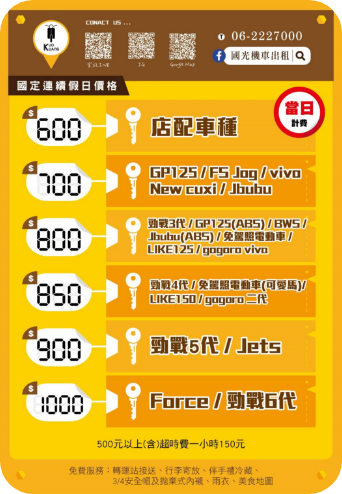 CONACT US ...
KUO KUANG
06-2227000
IG
Google Map
國光機車出租
國定連續假日價格
當日
計費
$ 600
店配車種
$ 700
GP125 / FS Jog / vivo
New cuxi / Jbubu
$ 800
勁戰3代 / GP125(ABS) / BWS /
Jbubu(ABS) / 免駕照電動車 /
LIKE125 / gogoro vivo
$ 850
勁戰4代 / 免駕照電動車(可愛馬)/
LIKE150 / gogoro 二代
$ 900
勁戰5代 / Jets
$ 1000
Force / 勁戰6代
500元以上(含)超時費一小時150元
免費服務：轉運站接送、行李寄放、伴手禮冷藏、
3/4安全帽及拋棄式內襯、雨衣、美食地圖